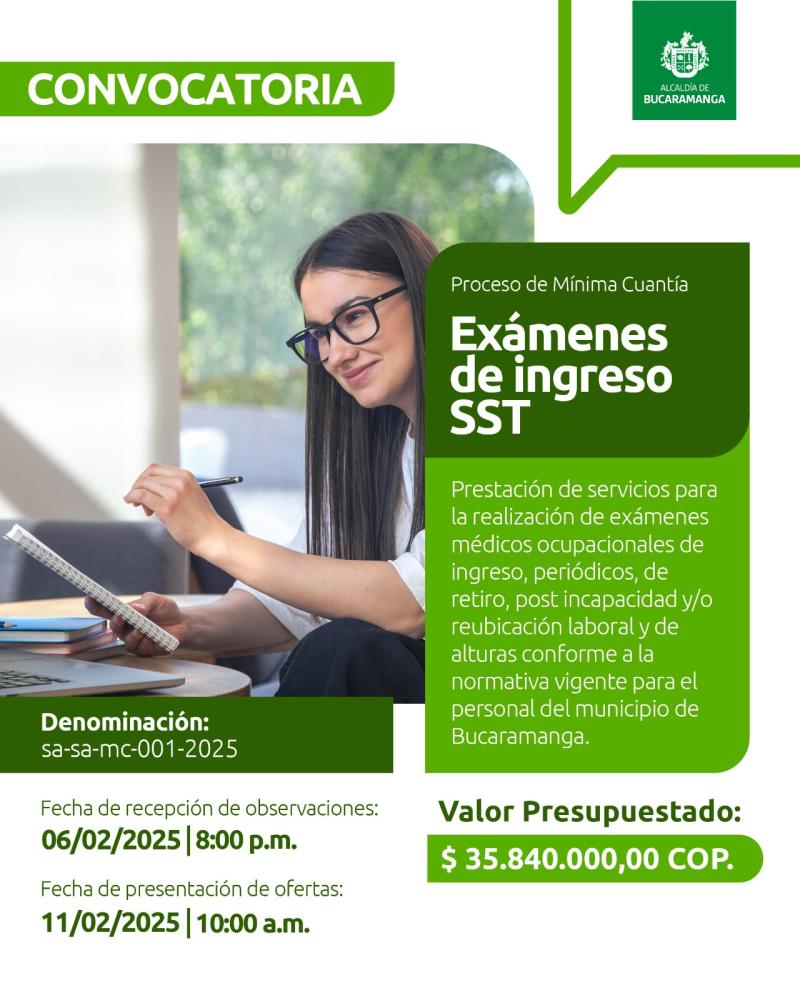 CONVOCATORIA
ALCALDÍA DE
BUCARAMANGA
Proceso de Mínima Cuantía
Exámenes
de ingreso
SST
Prestación de servicios para
la realización de exámenes
médicos ocupacionales de
ingreso, periódicos, de
retiro, post incapacidad y/o
reubicación laboral y de
alturas conforme a la
normativa vigente para el
personal del municipio de
Bucaramanga.
Denominación:
sa-sa-mc-001-2025
Fecha de recepción de observaciones:
06/02/2025 | 8:00 p.m.
Fecha de presentación de ofertas:
11/02/2025 | 10:00 a.m.
Valor Presupuestado:
$ 35.840.000,00 COP.